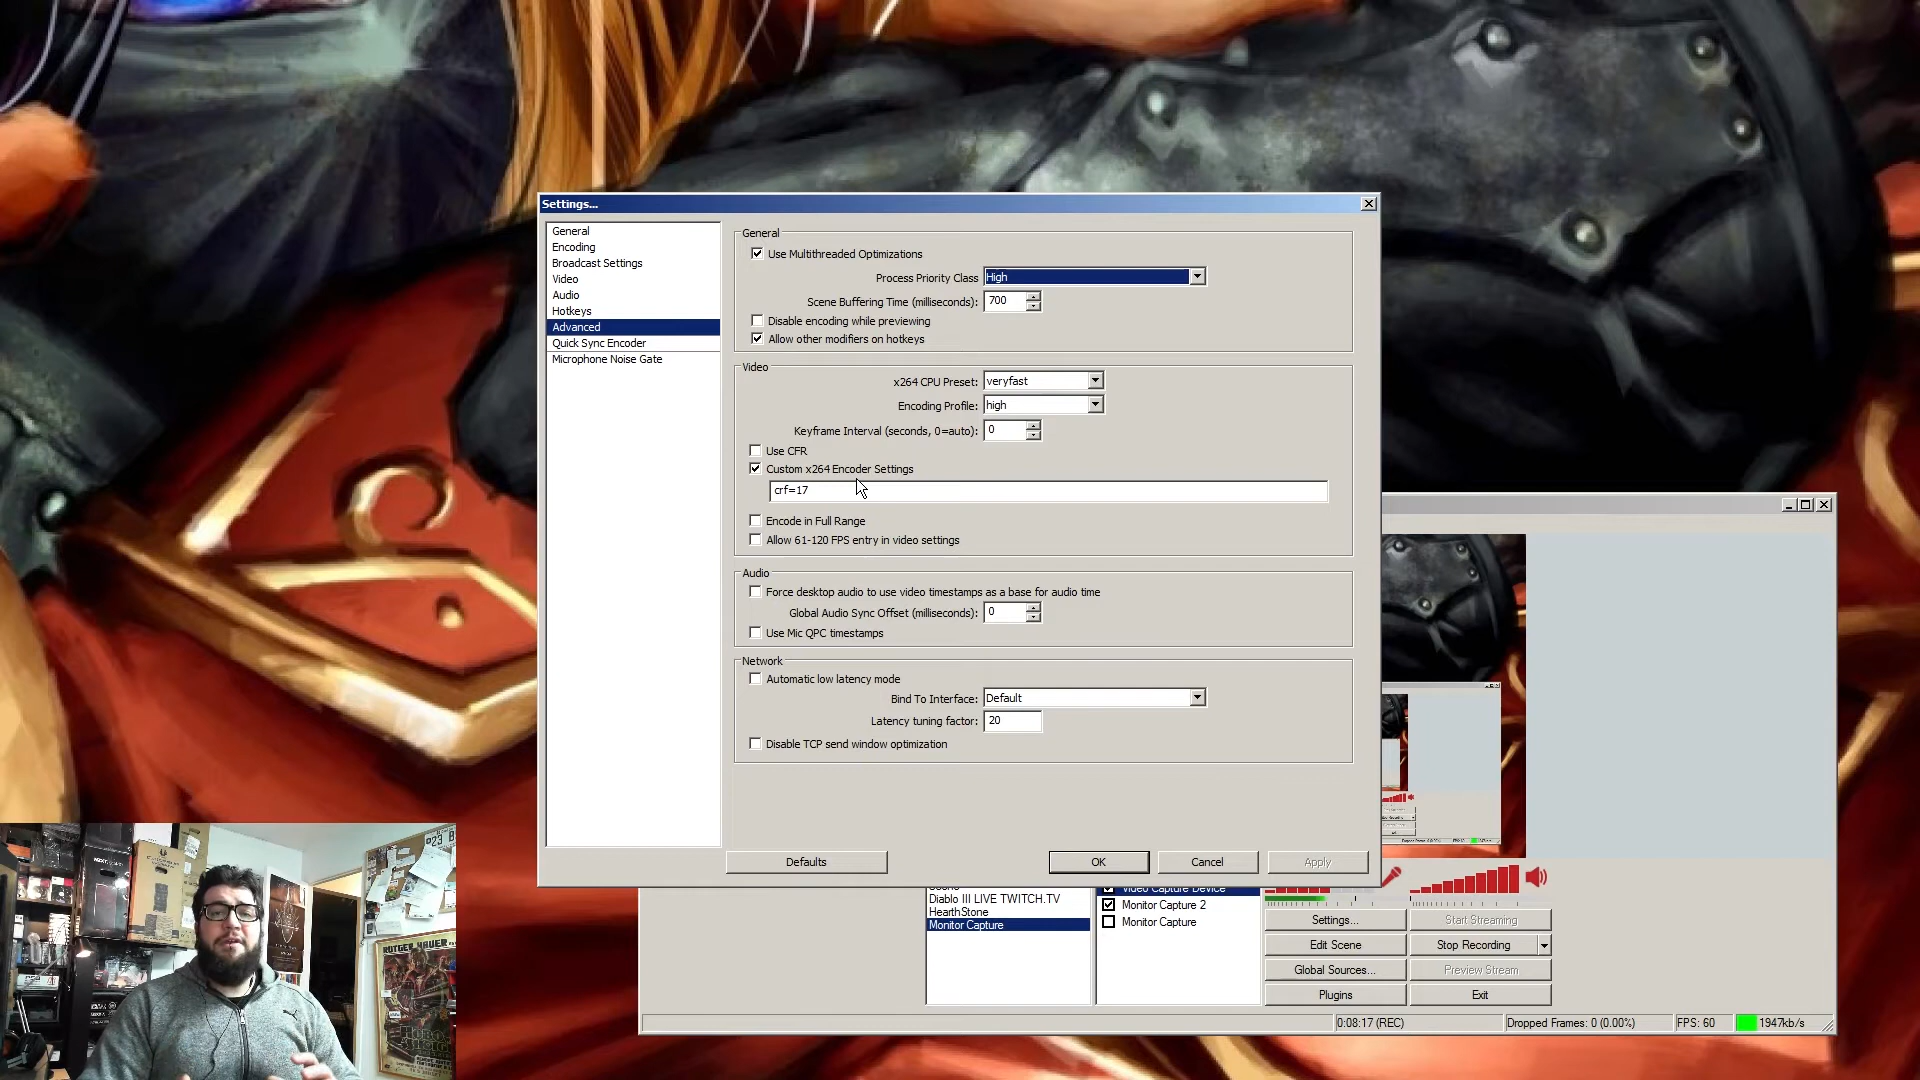 Settings...
General
Encoding
Broadcast Settings
Video
Audio
Hotkeys
Advanced
Quick Sync Encoder
Microphone Noise Gate
General
Use Multithreaded Optimizations
Process Priority Class High
Scene Buffering Time (milliseconds): 700
Disable encoding while previewing
Allow other modifiers on hotkeys
Video
x264 CPU Preset: veryfast
Encoding Profile: high
Keyframe Interval (seconds, 0=auto): 0
Use CFR
Custom x264 Encoder Settings
crf=17
Encode in Full Range
Allow 61-120 FPS entry in video settings
Audio
Force desktop audio to use video timestamps as a base for audio time
Global Audio Sync Offset (milliseconds): 0
Use Mic QPC timestamps
Network
Automatic low latency mode
Bind To Interface: Default
Latency tuning factor: 20
Disable TCP send window optimization
Defaults
OK
Cancel
Apply
Diablo III LIVE TWITCH.TV
HearthStone
Monitor Capture
Video Capture Device
Monitor Capture 2
Monitor Capture
Settings...
Start Streaming
Edit Scene
Stop Recording
Global Sources...
Preview Stream
Plugins
Exit
0:08:17 (REC)
Dropped Frames: 0 (0.00%)
FPS: 60
1947kb/s
RUTGER HAUER